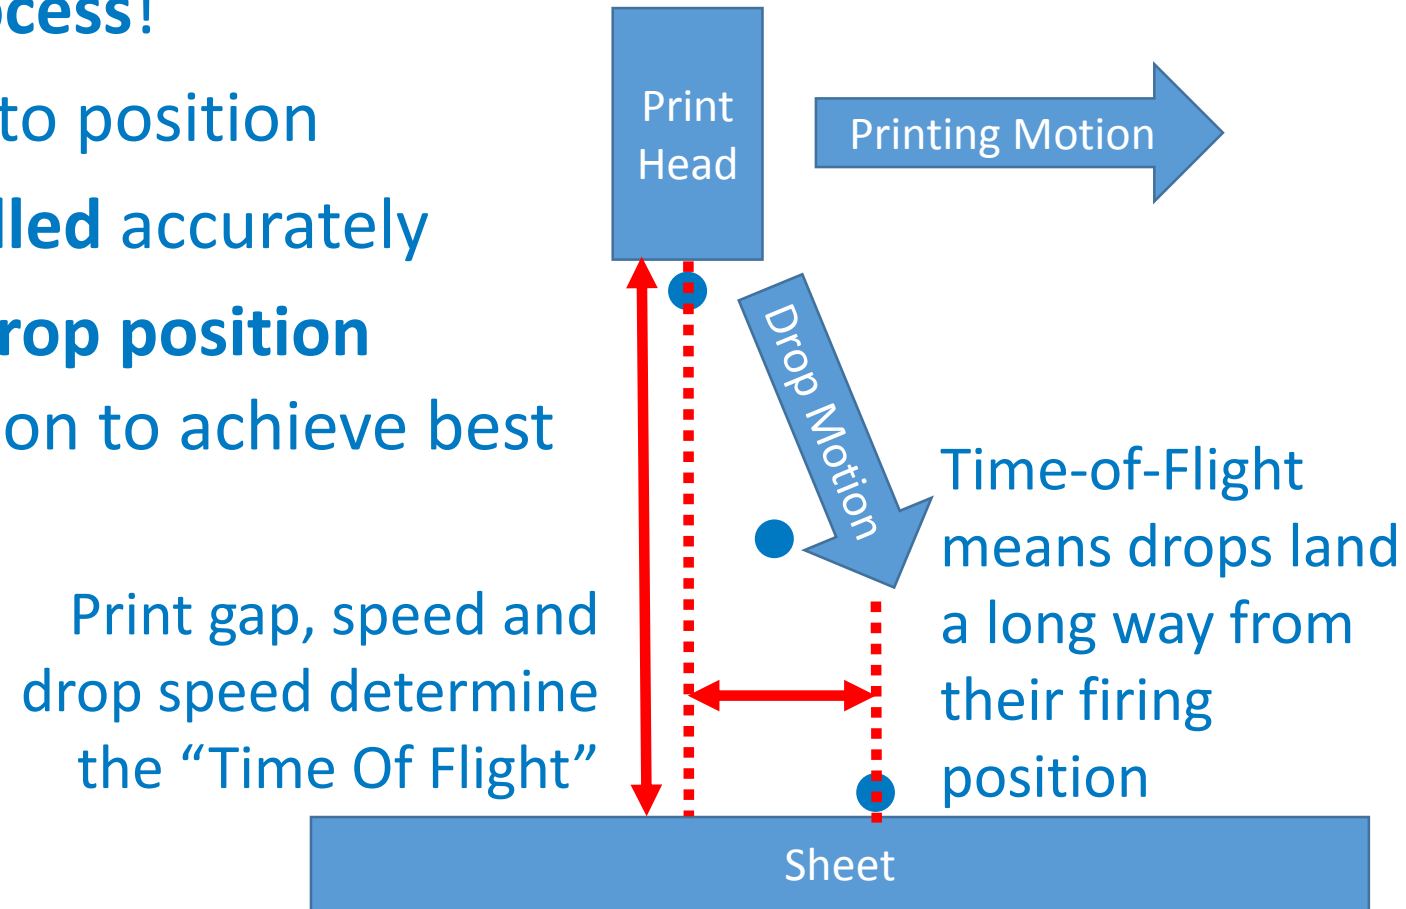 ocess!
to position
lled accurately
rop position
on to achieve best
Print
Head
Printing Motion
Drop Motion
Time-of-Flight
means drops land
a long way from
their firing
position
Print gap, speed and
drop speed determine
the “Time Of Flight”
Sheet